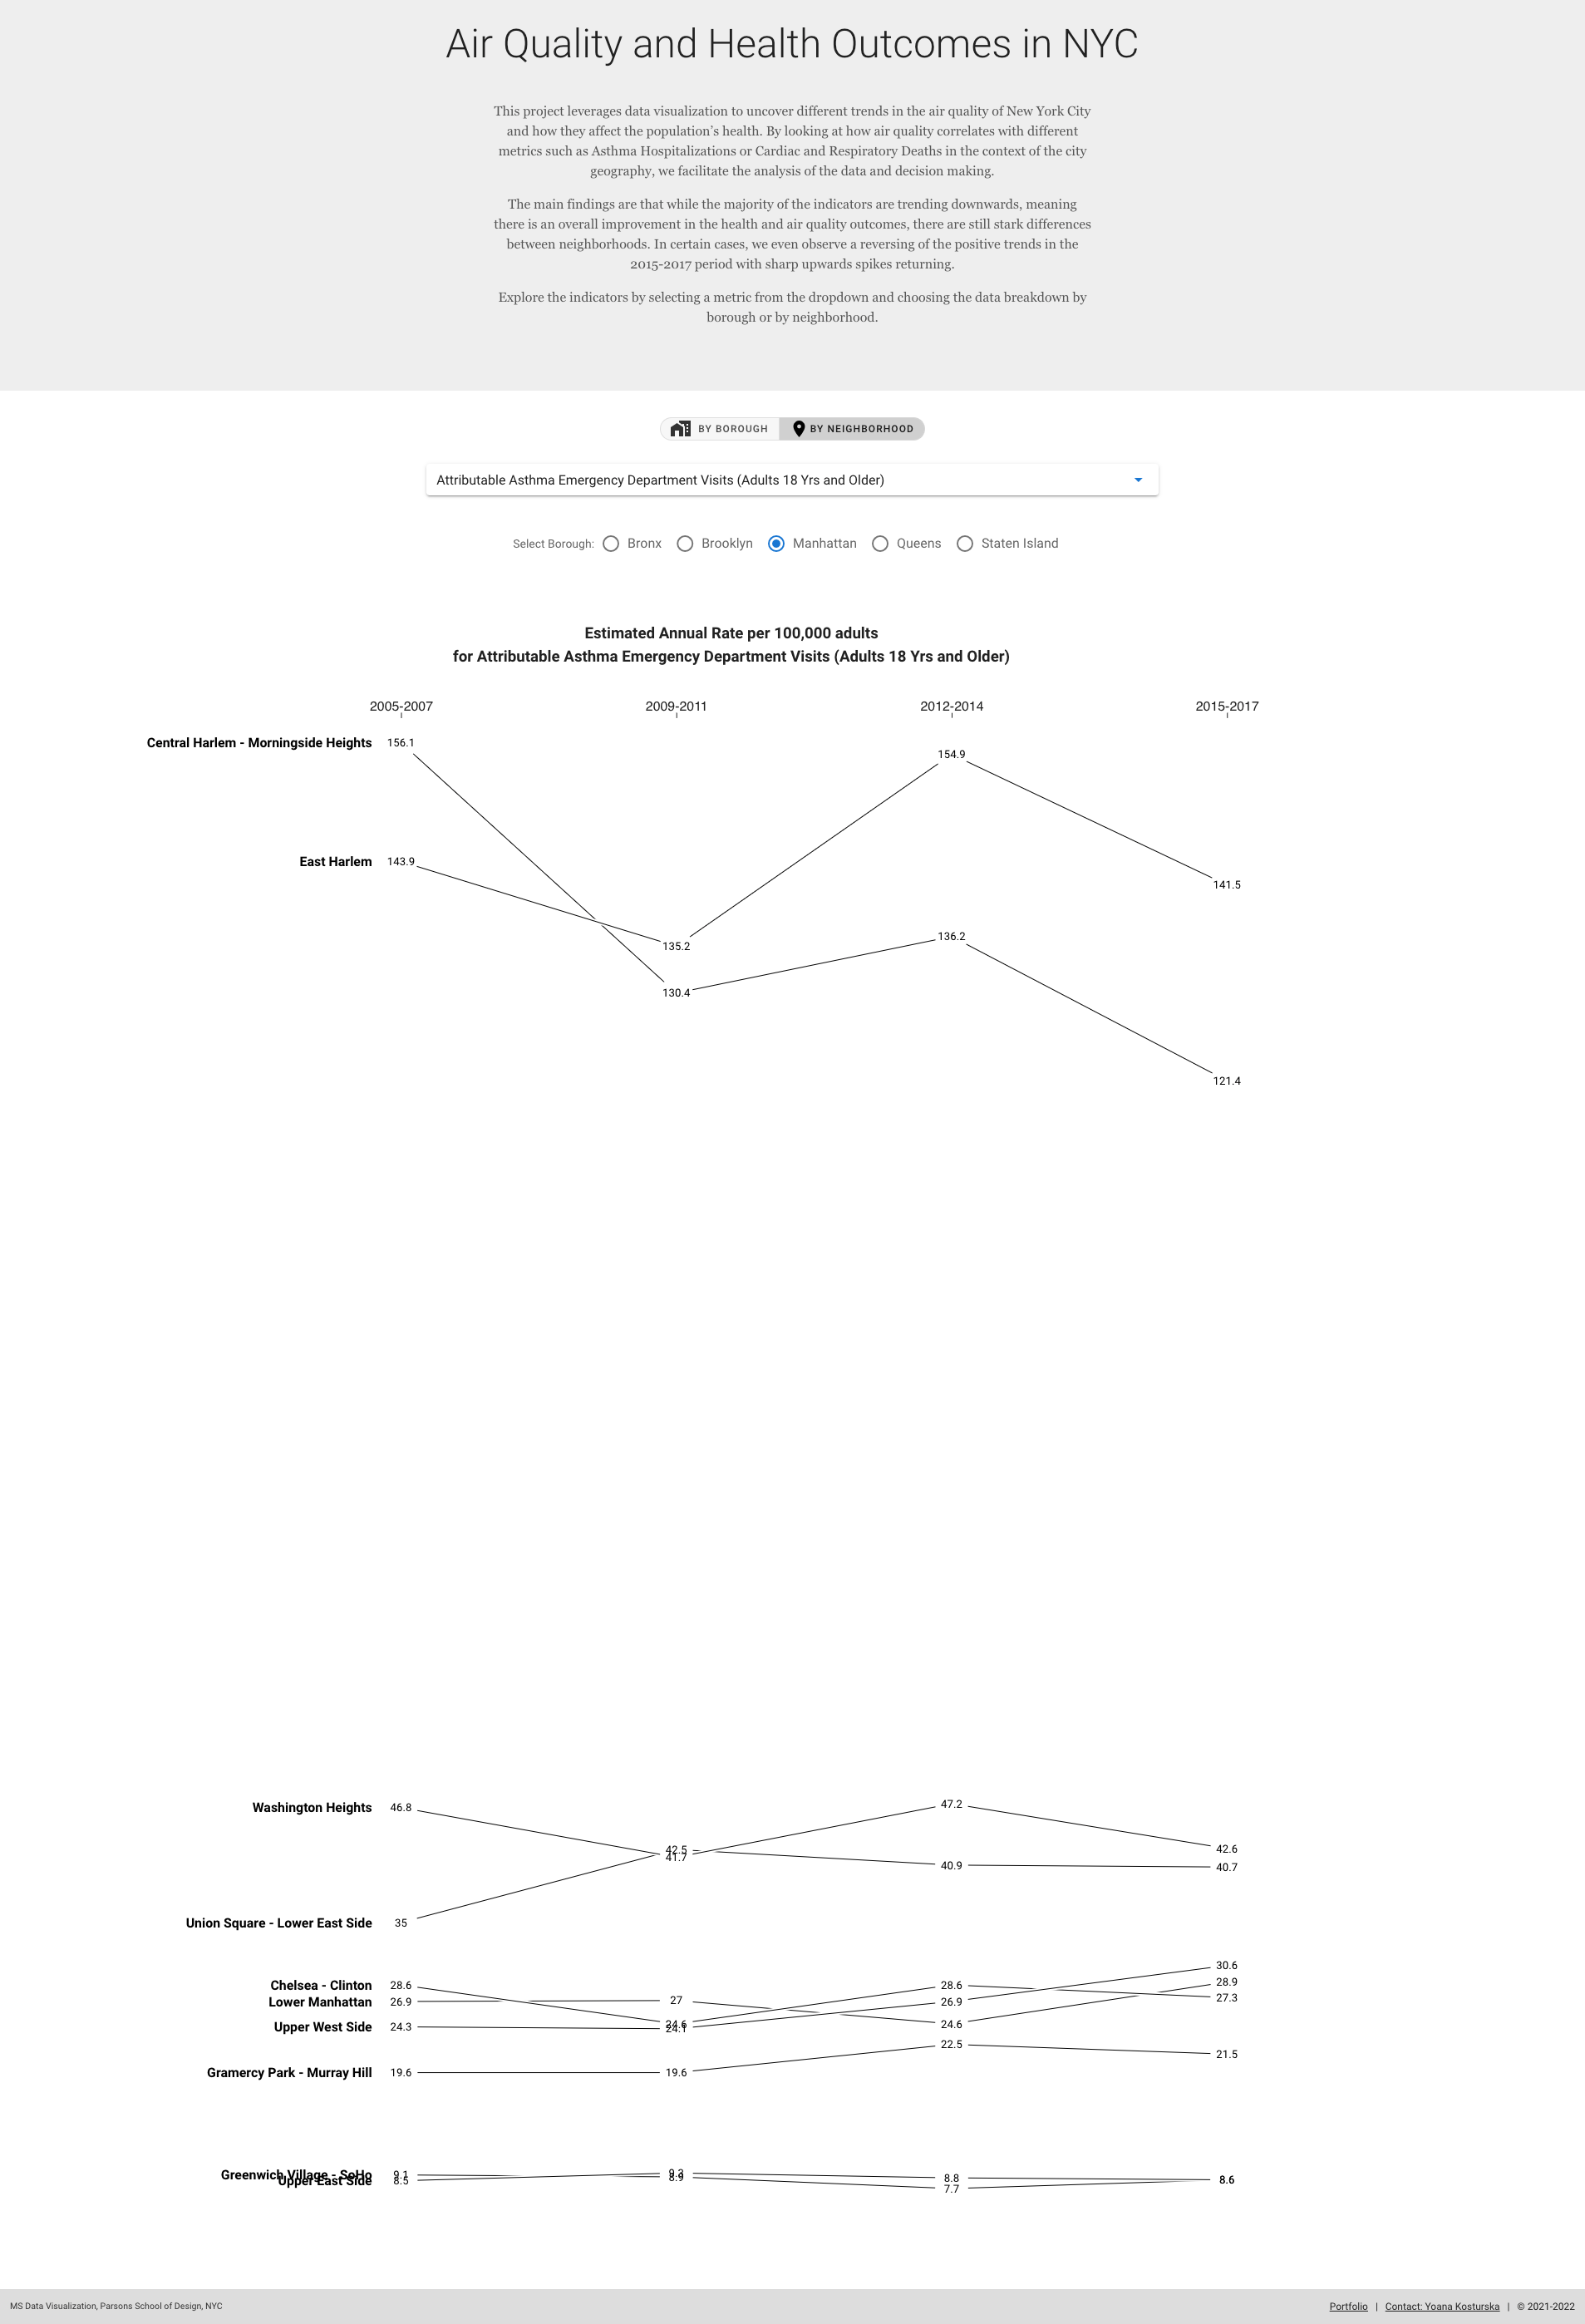 Air Quality and Health Outcomes in NYC
This project leverages data visualization to uncover different trends in the air quality of New York City
and how they affect the population's health. By looking at how air quality correlates with different
metrics such as Asthma Hospitalizations or Cardiac and Respiratory Deaths in the context of the city
geography, we facilitate the analysis of the data and decision making.
The main findings are that while the majority of the indicators are trending downwards, meaning
there is an overall improvement in the health and air quality outcomes, there are still stark differences
between neighborhoods. In certain cases, we even observe a reversing of the positive trends in the
2015-2017 period with sharp upwards spikes returning.
Explore the indicators by selecting a metric from the dropdown and choosing the data breakdown by
borough or by neighborhood.
BY BOROUGH BY NEIGHBORHOOD
Attributable Asthma Emergency Department Visits (Adults 18 Yrs and Older)
Select Borough: Bronx Brooklyn Manhattan Queens Staten Island
Estimated Annual Rate per 100,000 adults
for Attributable Asthma Emergency Department Visits (Adults 18 Yrs and Older)
2005-2007 2009-2011 2012-2014 2015-2017
Central Harlem - Morningside Heights 156.1
154.9
East Harlem 143.9
141.5
136.2
135.2
130.4
121.4
47.2
Washington Heights 46.8
42.6
42.5
41.7
40.9 40.7
Union Square - Lower East Side 35
30.6
28.9
Chelsea - Clinton 28.6 28.6
27.3
Lower Manhattan 26.9 27 26.9
24.6 24.6
Upper West Side 24.3 24.1
22.5
21.5
Gramercy Park - Murray Hill 19.6 19.6
Greenwich Village - SoHo 9.1 9.3 8.8
Upper East Side 8.5 8.9 7.7 8.6
MS Data Visualization, Parsons School of Design, NYC
Portfolio | Contact: Yoana Kosturska | © 2021-2022